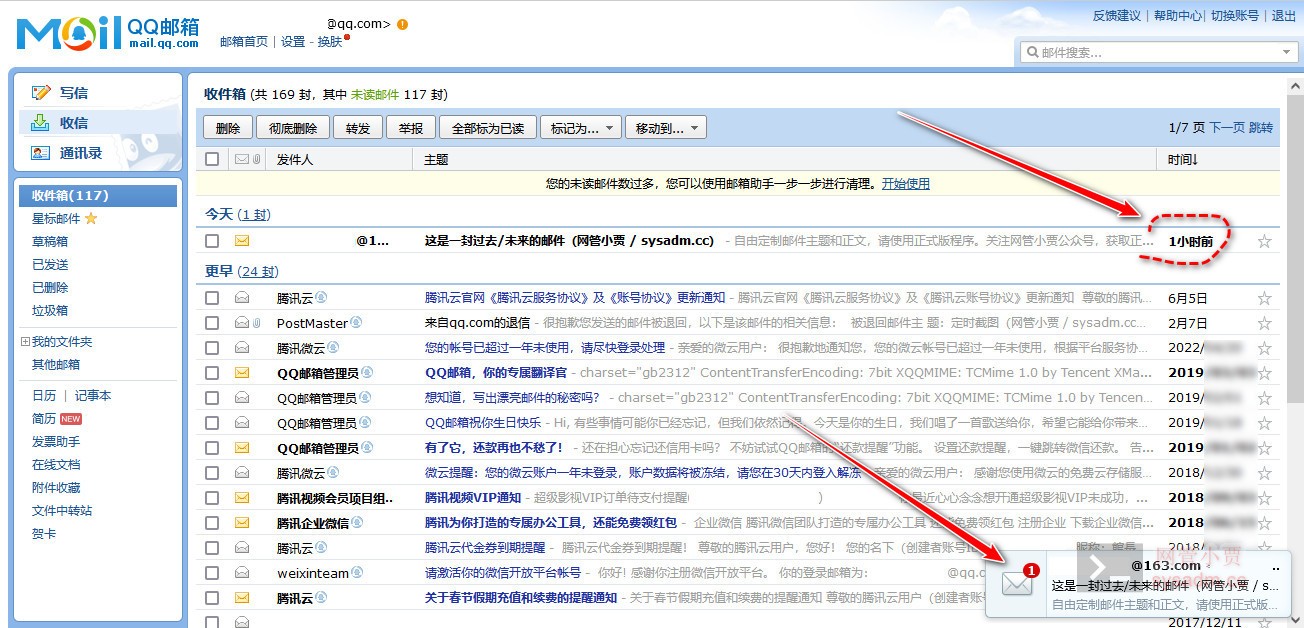 Mail QQ邮箱 mail.qq.com
@qq.com>
邮箱首页 | 设置 - 换肤
反馈建议 | 帮助中心 | 切换账号 | 退出
邮件搜索...
写信
收信
通讯录
收件箱(117)
星标邮件
草稿箱
已发送
已删除
垃圾箱
我的文件夹
其他邮箱
日历 | 记事本
简历 NEW
发票助手
在线文档
附件收藏
文件中转站
贺卡
收件箱 (共 169 封，其中 未读邮件 117 封)
删除 彻底删除 转发 举报 全部标为已读 标记为... 移动到...
1/7 页 下一页 跳转
发件人 主题 时间↓
您的未读邮件数过多，您可以使用邮箱助手一步一步进行清理。开始使用
今天 (1 封)
@1... 这是一封过去/未来的邮件（网管小贾 / sysadm.cc） - 自由定制邮件主题和正文，请使用正式版程序。关注网管小贾公众号，获取正... 1小时前
更早 (24 封)
腾讯云 腾讯云官网《腾讯云服务协议》及《账号协议》更新通知 - 腾讯云官网《腾讯云服务协议》及《账号协议》更新通知 尊敬的腾讯... 6月5日
PostMaster 来自qq.com的退信 - 很抱歉您发送的邮件被退回，以下是该邮件的相关信息： 被退回邮件主 题：定时截图（网管小贾 / sysadm.cc... 2月7日
腾讯微云 您的帐号已超过一年未使用，请尽快登录处理 - 亲爱的微云用户： 很抱歉地通知您，您的微云帐号已超过一年未使用，根据平台服务协... 2022/
QQ邮箱管理员 QQ邮箱，你的专属翻译官 - charset="gb2312" ContentTransferEncoding: 7bit XQQMIME: TCMime 1.0 by Tencent XMa... 2019
QQ邮箱管理员 想知道，写出漂亮邮件的秘密吗？ - charset="gb2312" ContentTransferEncoding: 7bit XQQMIME: TCMime 1.0 by Tencen... 2019/
QQ邮箱管理员 QQ邮箱祝你生日快乐 - Hi, 有些事情可能你已经忘记，但我们依然记得。今天是你的生日，我们唱了一首歌送给你，希望它能给你带来... 2019/
QQ邮箱管理员 有了它，还款再也不愁了！ - 还在担心忘记还信用卡吗？ 不妨试试QQ邮箱的“还款提醒”功能。 设置还款提醒，一键跳转微信还款。 告... 2019
腾讯微云 微云提醒：您的微云账户一年未登录，账户数据将被冻结，请您在30天内登入解冻 - 亲爱的微云用户： 感谢您使用微云的免费云存储服... 2018/
腾讯视频会员项目组.. 腾讯视频VIP通知 - 超级影视VIP订单待支付提醒( ) 最近心心念念想开通超级影视VIP未成功，... 2018
腾讯企业微信 腾讯为你打造的专属办公工具，还能免费领红包 - 企业微信 腾讯微信团队打造的专属办公工具 还能免费领红包 注册企业 下载企业微信... 2018
腾讯云 腾讯云代金券到期提醒 - 腾讯云代金券到期提醒！ 尊敬的腾讯云用户，您好！ 您的名下（创建者账号I 昵称： 2018/
weixinteam 请激活你的微信开放平台帐号 - 你好! 感谢你注册微信开放平台。 你的登录邮箱为： @qq.c
腾讯云 关于春节假期充值和续费的提醒通知 - 关于春节假期充值和续费的提醒通知 尊敬的腾讯云用户（创建者账
2017/12/11
1
@163.com ..
这是一封过去/未来的邮件（网管小贾 / s...
自由定制邮件主题和正文，请使用正式版...
网管小贾
sysadm.cc